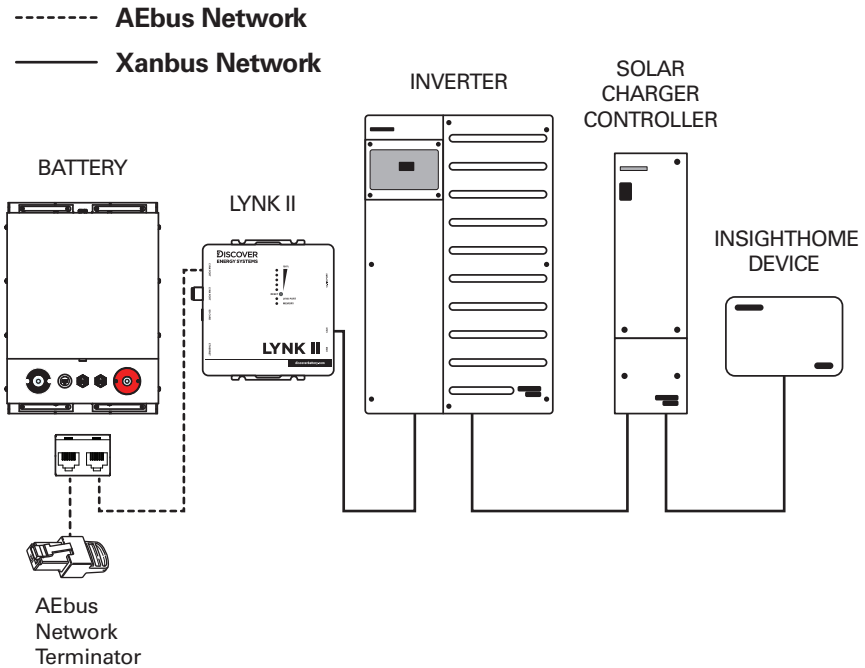 AEbus Network
Xanbus Network
INVERTER
SOLAR
CHARGER
CONTROLLER
BATTERY
LYNK II
INSIGHTHOME
DEVICE
DISCOVER
ENERGY SYSTEMS
LYNK II
AEbus
Network
Terminator